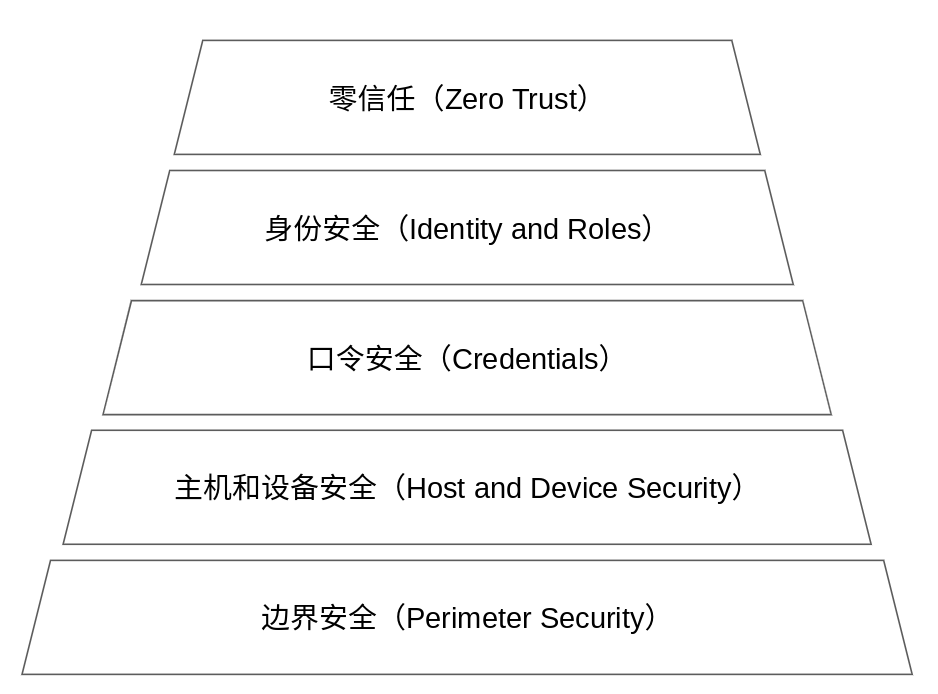 零信任（Zero Trust）
身份安全（Identity and Roles）
口令安全（Credentials）
主机和设备安全（Host and Device Security）
边界安全（Perimeter Security）